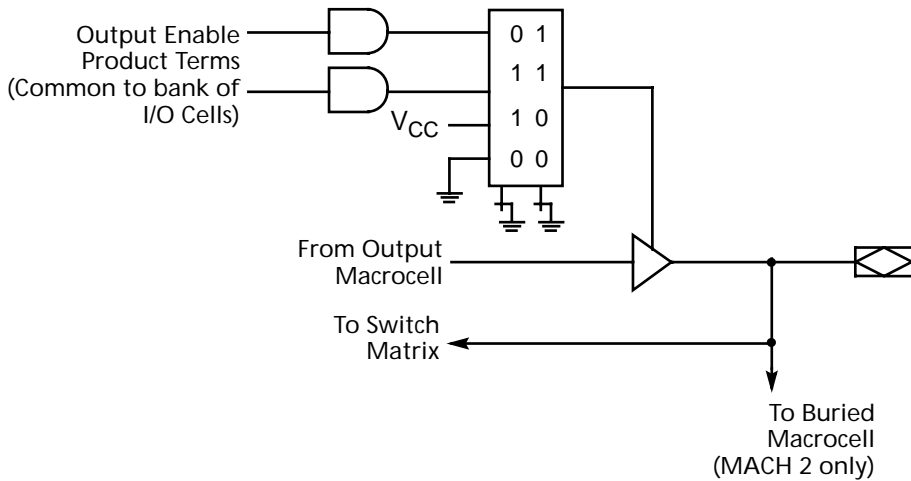 Output Enable
Product Terms
(Common to bank of
I/O Cells)
0 1
1 1
VCC
1 0
0 0
From Output
Macrocell
To Switch
Matrix
To Buried
Macrocell
(MACH 2 only)